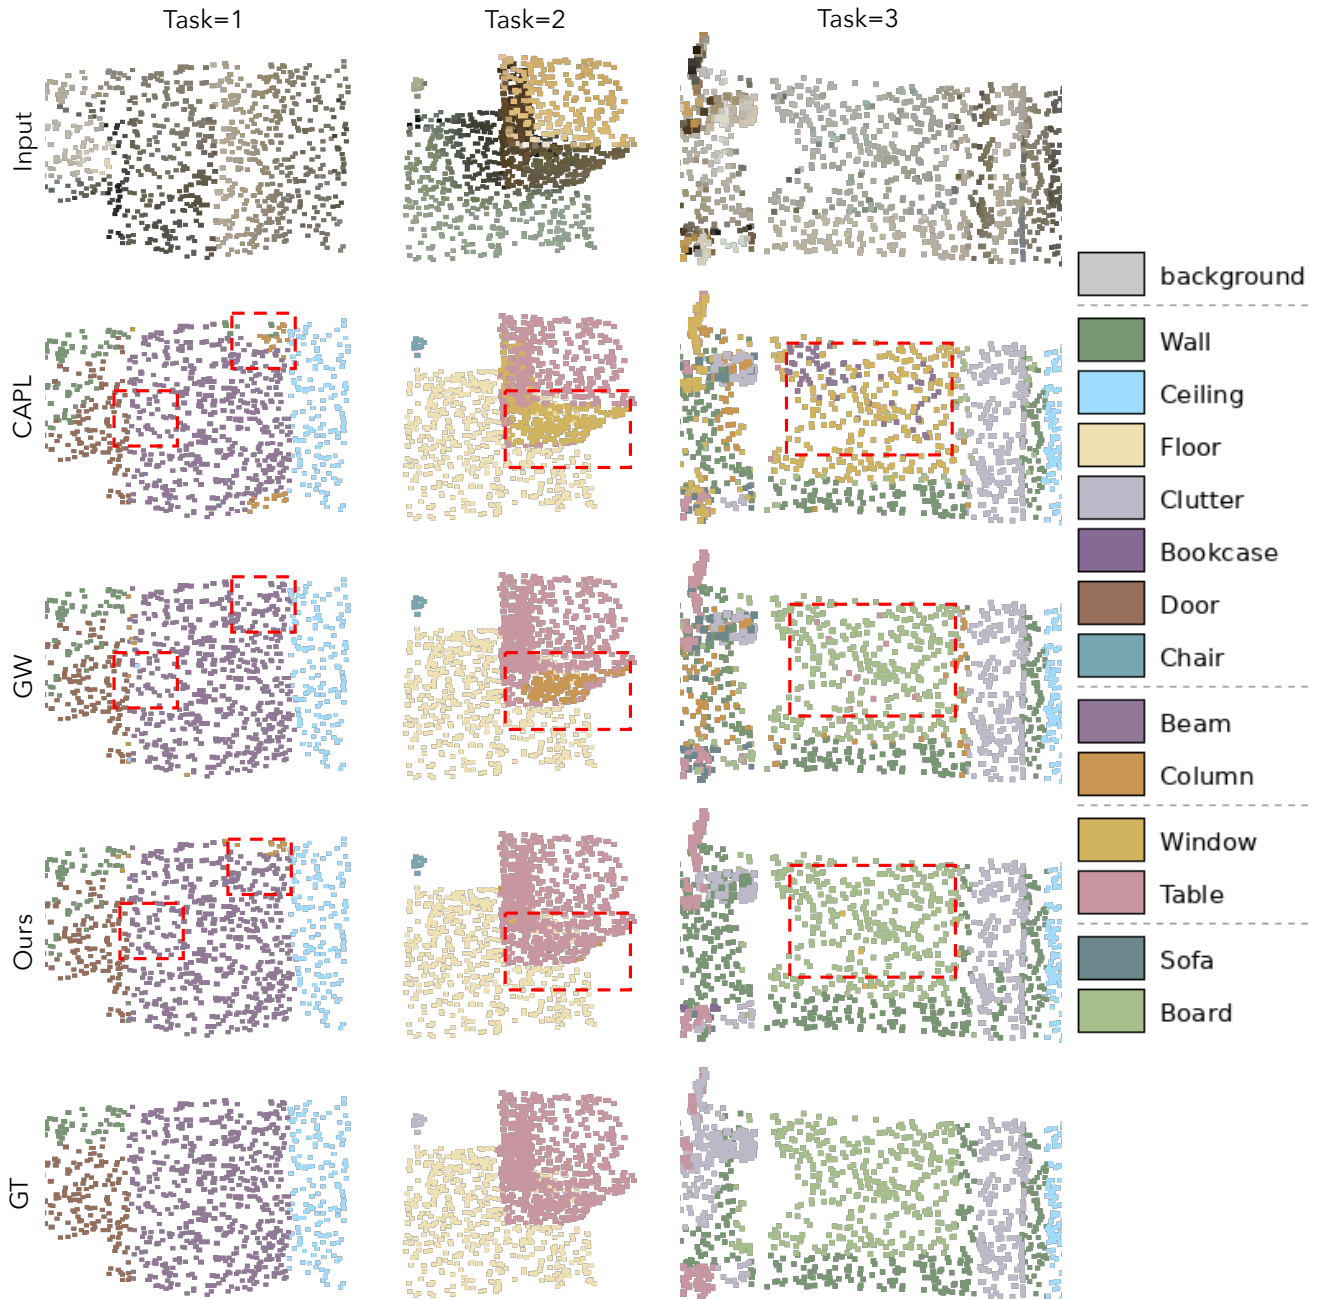 Task=1
Task=2
Task=3
Input
CAPL
GW
Ours
GT
background
Wall
Ceiling
Floor
Clutter
Bookcase
Door
Chair
Beam
Column
Window
Table
Sofa
Board